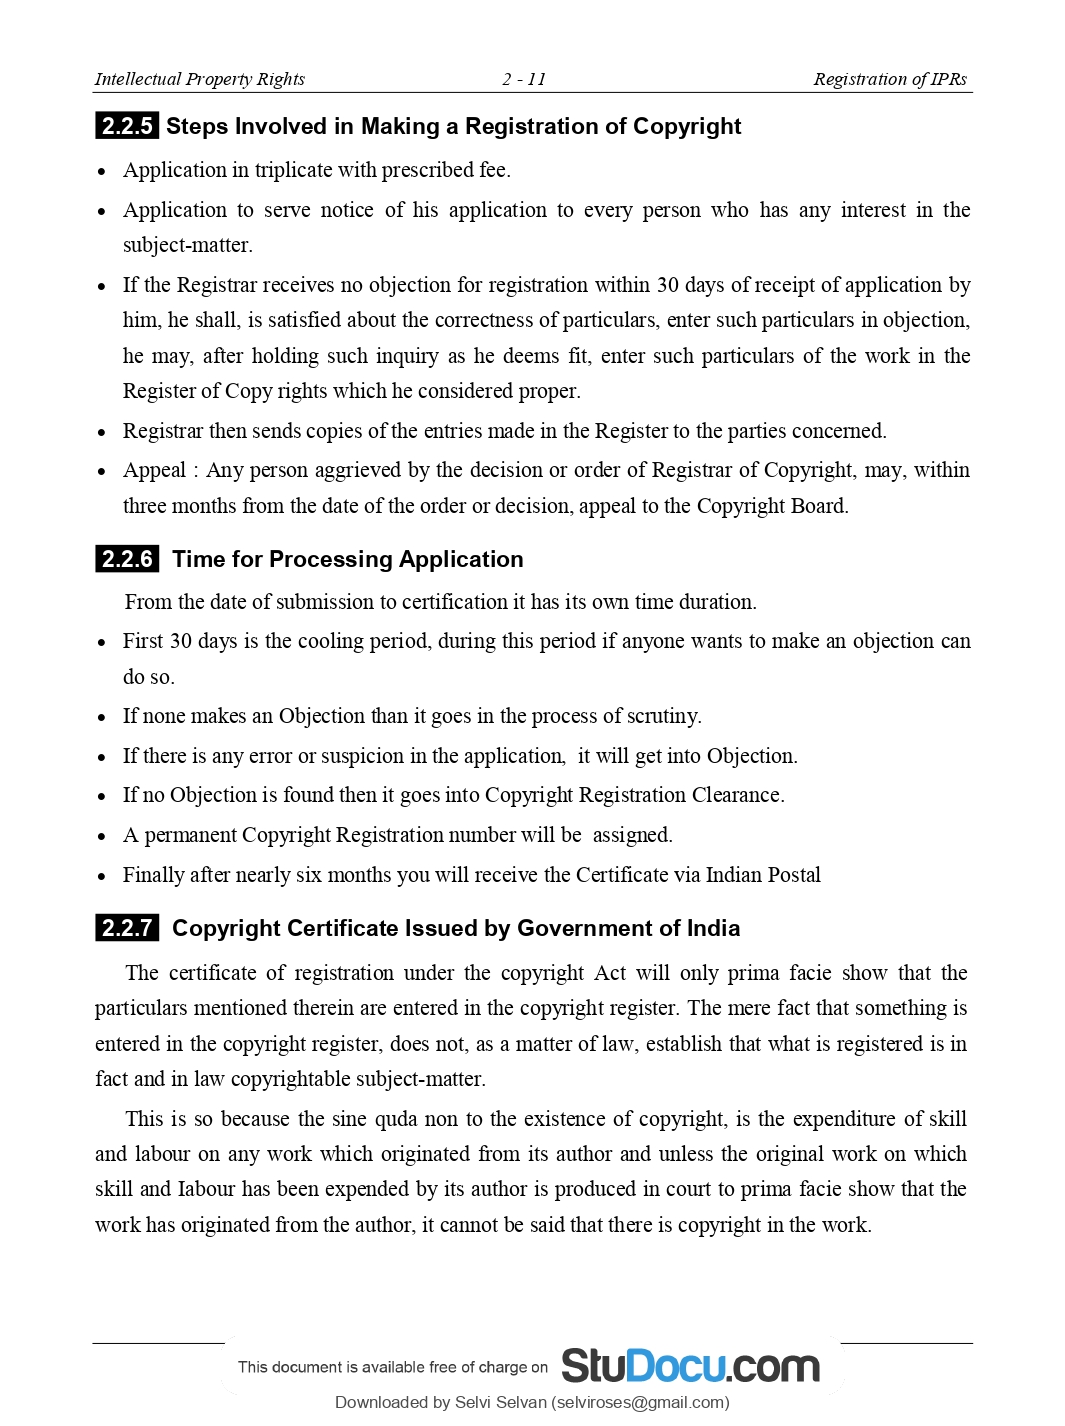 Intellectual Property Rights 2 - 11 Registration of IPRs
2.2.5 Steps Involved in Making a Registration of Copyright
• Application in triplicate with prescribed fee.
• Application to serve notice of his application to every person who has any interest in the
subject-matter.
• If the Registrar receives no objection for registration within 30 days of receipt of application by
him, he shall, is satisfied about the correctness of particulars, enter such particulars in objection,
he may, after holding such inquiry as he deems fit, enter such particulars of the work in the
Register of Copy rights which he considered proper.
• Registrar then sends copies of the entries made in the Register to the parties concerned.
• Appeal : Any person aggrieved by the decision or order of Registrar of Copyright, may, within
three months from the date of the order or decision, appeal to the Copyright Board.
2.2.6 Time for Processing Application
From the date of submission to certification it has its own time duration.
• First 30 days is the cooling period, during this period if anyone wants to make an objection can
do so.
• If none makes an Objection than it goes in the process of scrutiny.
• If there is any error or suspicion in the application, it will get into Objection.
• If no Objection is found then it goes into Copyright Registration Clearance.
• A permanent Copyright Registration number will be assigned.
• Finally after nearly six months you will receive the Certificate via Indian Postal
2.2.7 Copyright Certificate Issued by Government of India
The certificate of registration under the copyright Act will only prima facie show that the
particulars mentioned therein are entered in the copyright register. The mere fact that something is
entered in the copyright register, does not, as a matter of law, establish that what is registered is in
fact and in law copyrightable subject-matter.
This is so because the sine quda non to the existence of copyright, is the expenditure of skill
and labour on any work which originated from its author and unless the original work on which
skill and Iabour has been expended by its author is produced in court to prima facie show that the
work has originated from the author, it cannot be said that there is copyright in the work.
This document is available free of charge on StuDocu.com
Downloaded by Selvi Selvan (selviroses@gmail.com)